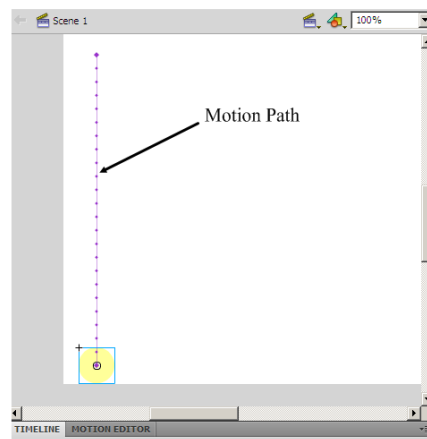 Scene 1
100%
Motion Path
TIMELINE
MOTION EDITOR